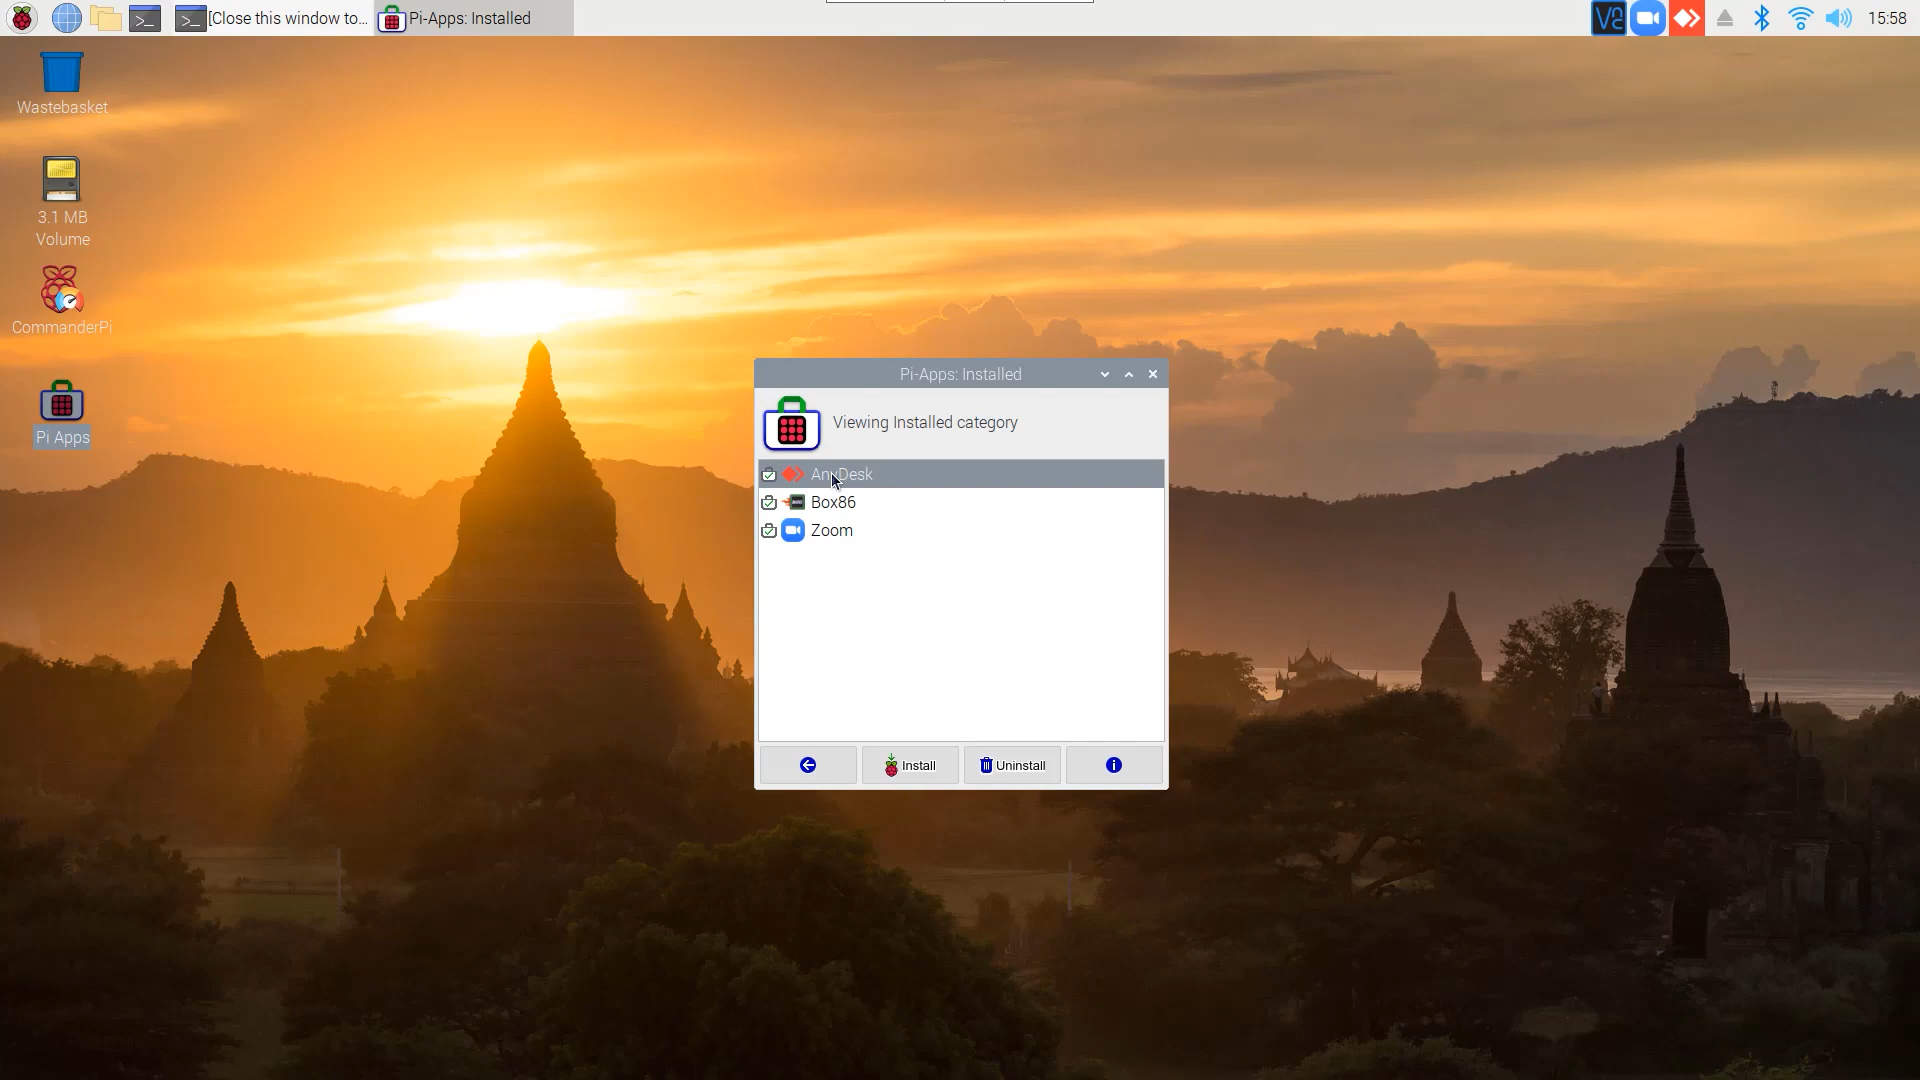 [Close this window to...
Pi-Apps: Installed
15:58
Wastebasket
3.1 MB
Volume
CommanderPi
Pi Apps
Pi-Apps: Installed
Viewing Installed category
AnyDesk
Box86
Zoom
Install
Uninstall